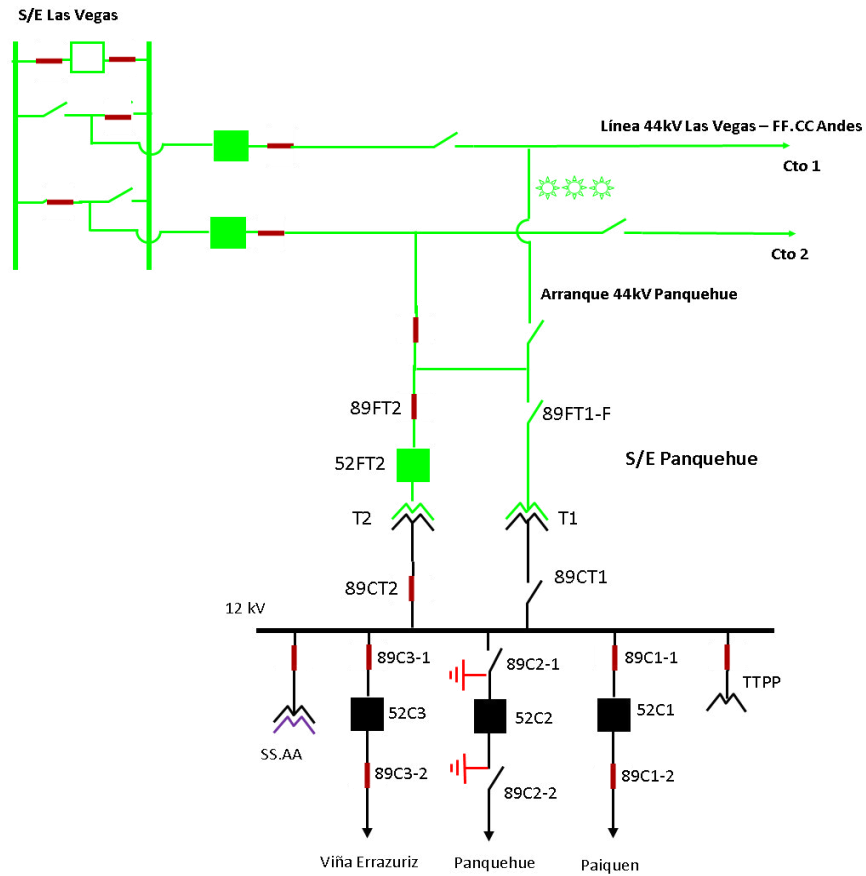 S/E Las Vegas
Línea 44kV Las Vegas – FF.CC Andes
Cto 1
Cto 2
Arranque 44kV Panquehue
89FT2
89FT1-F
52FT2
S/E Panquehue
T2
T1
89CT2
89CT1
12 kV
89C3-1
89C2-1
89C1-1
TTPP
52C3
52C2
52C1
SS.AA
89C3-2
89C2-2
89C1-2
Viña Errazuriz
Panquehue
Paiquen